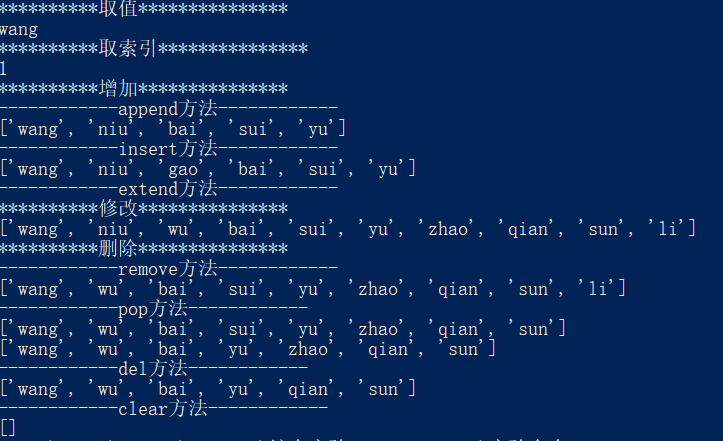 **********取值***************
wang
**********取索引***************
1
**********增加***************
------------append方法------------
['wang', 'niu', 'bai', 'sui', 'yu']
------------insert方法------------
['wang', 'niu', 'gao', 'bai', 'sui', 'yu']
------------extend方法------------
**********修改***************
['wang', 'niu', 'wu', 'bai', 'sui', 'yu', 'zhao', 'qian', 'sun', 'li']
**********删除***************
------------remove方法------------
['wang', 'wu', 'bai', 'sui', 'yu', 'zhao', 'qian', 'sun', 'li']
------------pop方法------------
['wang', 'wu', 'bai', 'sui', 'yu', 'zhao', 'qian', 'sun']
['wang', 'wu', 'bai', 'yu', 'zhao', 'qian', 'sun']
------------del方法------------
['wang', 'wu', 'bai', 'yu', 'qian', 'sun']
------------clear方法------------
[]